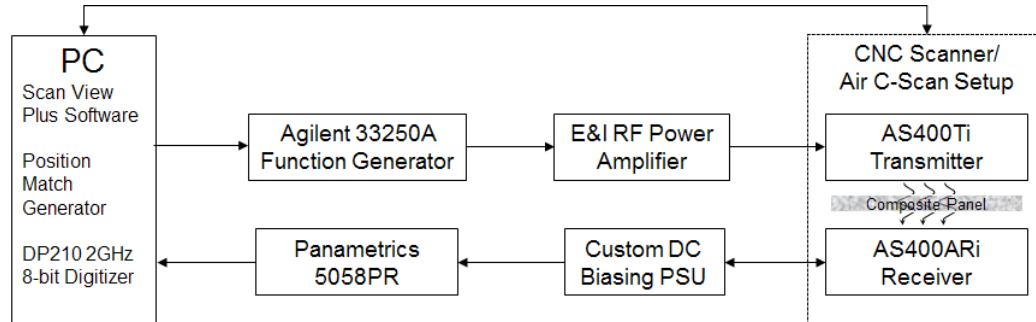 PC
Scan View
Plus Software
Position
Match
Generator
DP210 2GHz
8-bit Digitizer
Agilent 33250A
Function Generator
E&I RF Power
Amplifier
CNC Scanner/
Air C-Scan Setup
AS400Ti
Transmitter
Composite Panel
Panametrics
5058PR
Custom DC
Biasing PSU
AS400ARi
Receiver